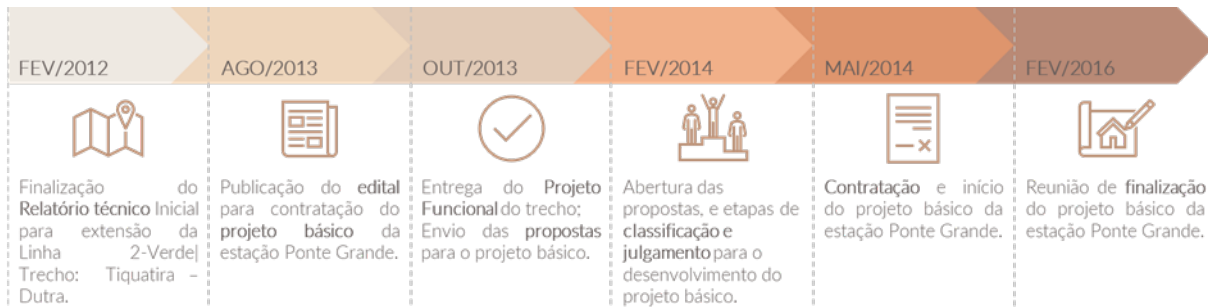 FEV/2012
AGO/2013
OUT/2013
FEV/2014
MAI/2014
FEV/2016
Finalização do
Relatório técnico Inicial
para extensão da
Linha 2-Verde|
Trecho: Tiquatira –
Dutra.
Publicação do edital
para contratação do
projeto básico da
estação Ponte Grande.
Entrega do Projeto
Funcional do trecho;
Envio das propostas
para o projeto básico.
Abertura das
propostas, e etapas de
classificação e
julgamento para o
desenvolvimento do
projeto básico.
Contratação e início
do projeto básico da
estação Ponte Grande.
Reunião de finalização
do projeto básico da
estação Ponte Grande.